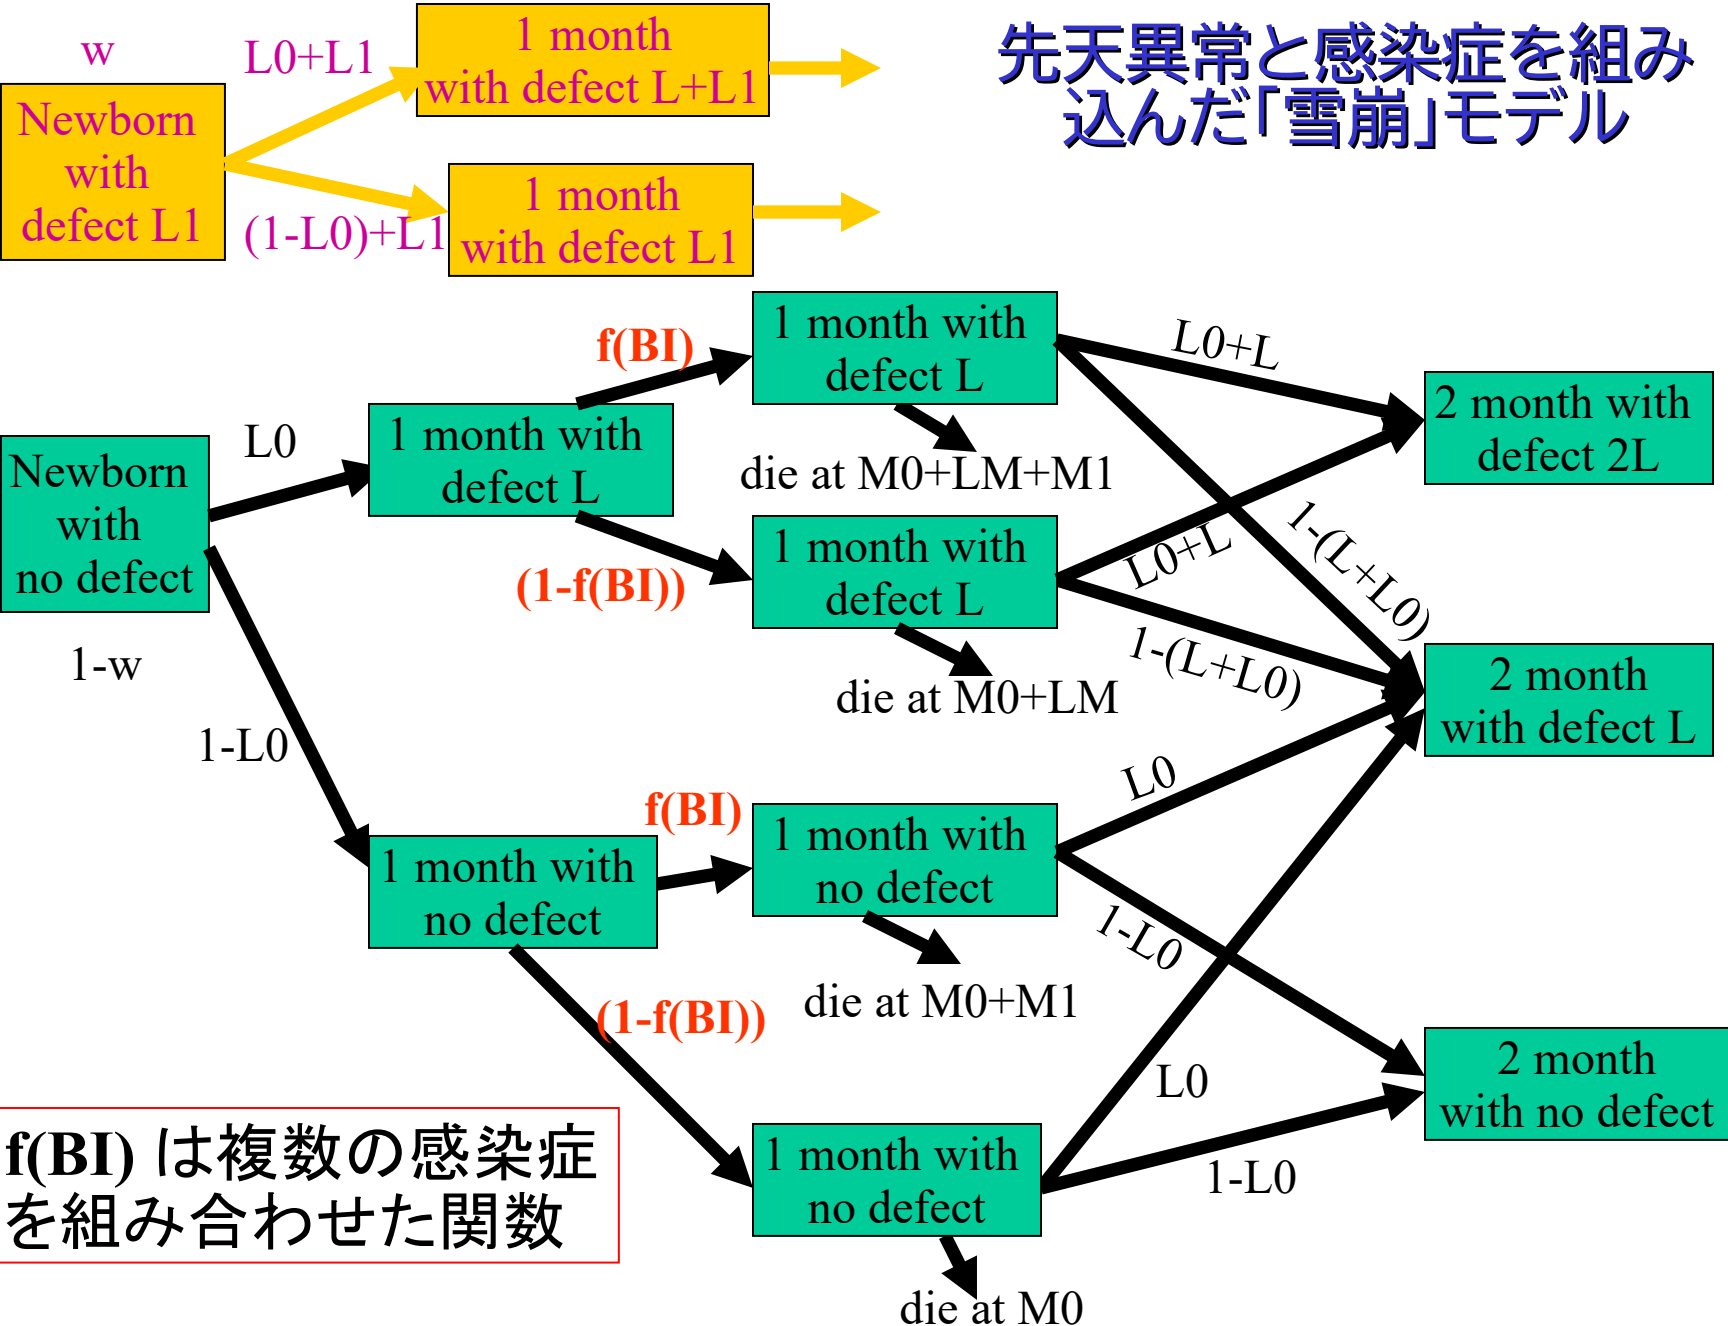 先天異常と感染症を組み
込んだ「雪崩」モデル
w
L0+L1
1 month
with defect L+L1
Newborn
with
defect L1
(1-L0)+L1
1 month
with defect L1
f(BI)
1 month with
defect L
L0+L
2 month with
defect 2L
L0
1 month with
defect L
die at M0+LM+M1
Newborn
with
no defect
(1-f(BI))
1 month with
defect L
L0+L
1-(L+L0)
1-(L+L0)
die at M0+LM
2 month
with defect L
1-w
1-L0
f(BI)
1 month with
no defect
L0
1 month with
no defect
1-L0
die at M0+M1
(1-f(BI))
L0
2 month
with no defect
1 month with
no defect
1-L0
die at M0
f(BI) は複数の感染症
を組み合わせた関数